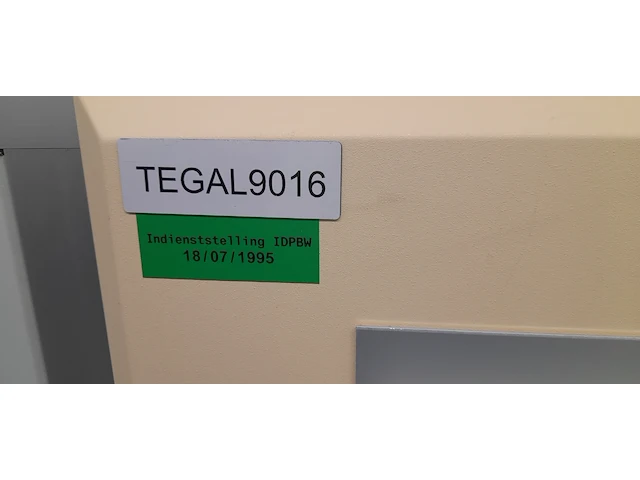 TEGAL9016
Indienststelling IDPBW
18/07/1995